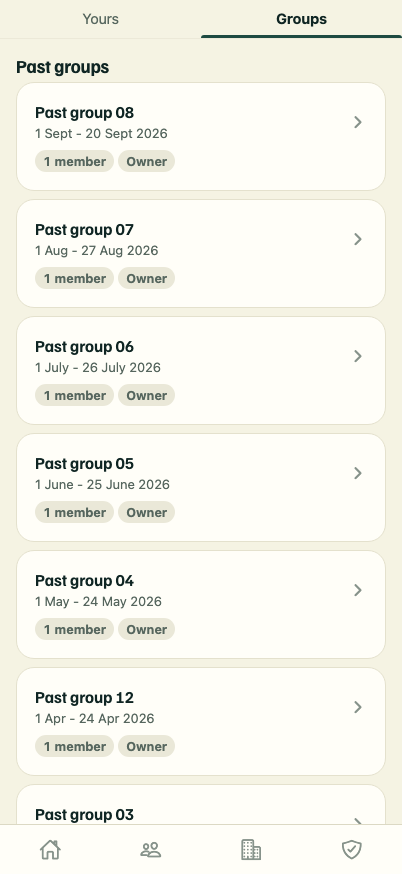 Yours
Groups
Past groups
Past group 08
1 Sept - 20 Sept 2026
1 member
Owner
Past group 07
1 Aug - 27 Aug 2026
1 member
Owner
Past group 06
1 July - 26 July 2026
1 member
Owner
Past group 05
1 June - 25 June 2026
1 member
Owner
Past group 04
1 May - 24 May 2026
1 member
Owner
Past group 12
1 Apr - 24 Apr 2026
1 member
Owner
Past group 03